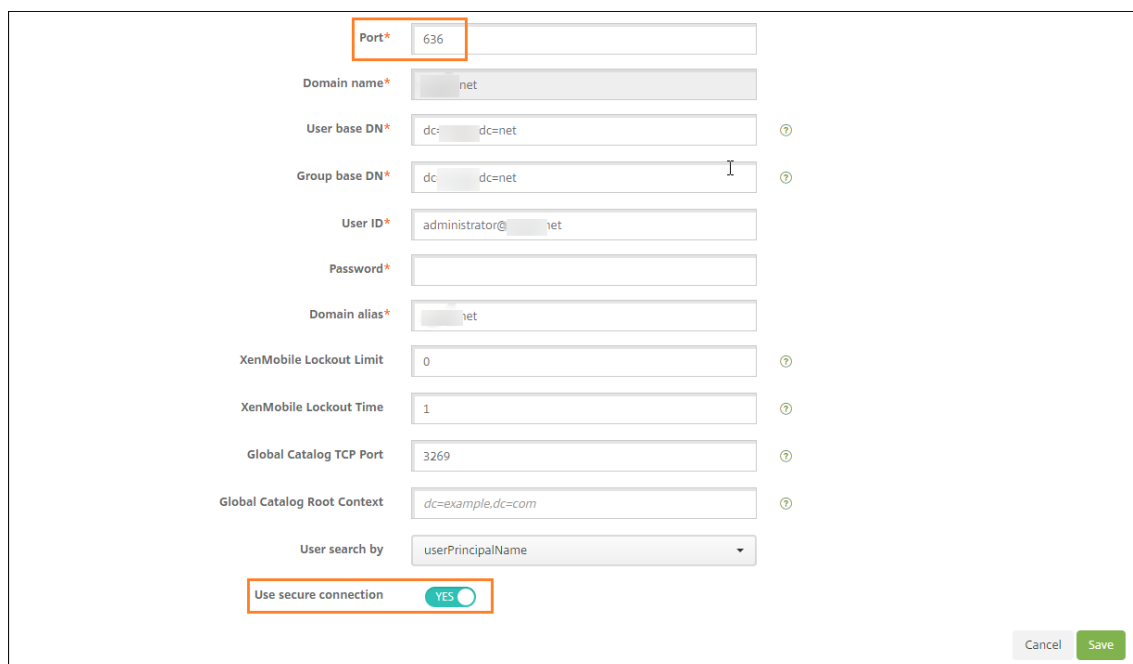 Port* 636
Domain name* net
User base DN* dc= dc=net
Group base DN* dc dc=net
User ID* administrator@ net
Password*
Domain alias* net
XenMobile Lockout Limit 0
XenMobile Lockout Time 1
Global Catalog TCP Port 3269
Global Catalog Root Context dc=example,dc=com
User search by userPrincipalName
Use secure connection YES
Cancel Save